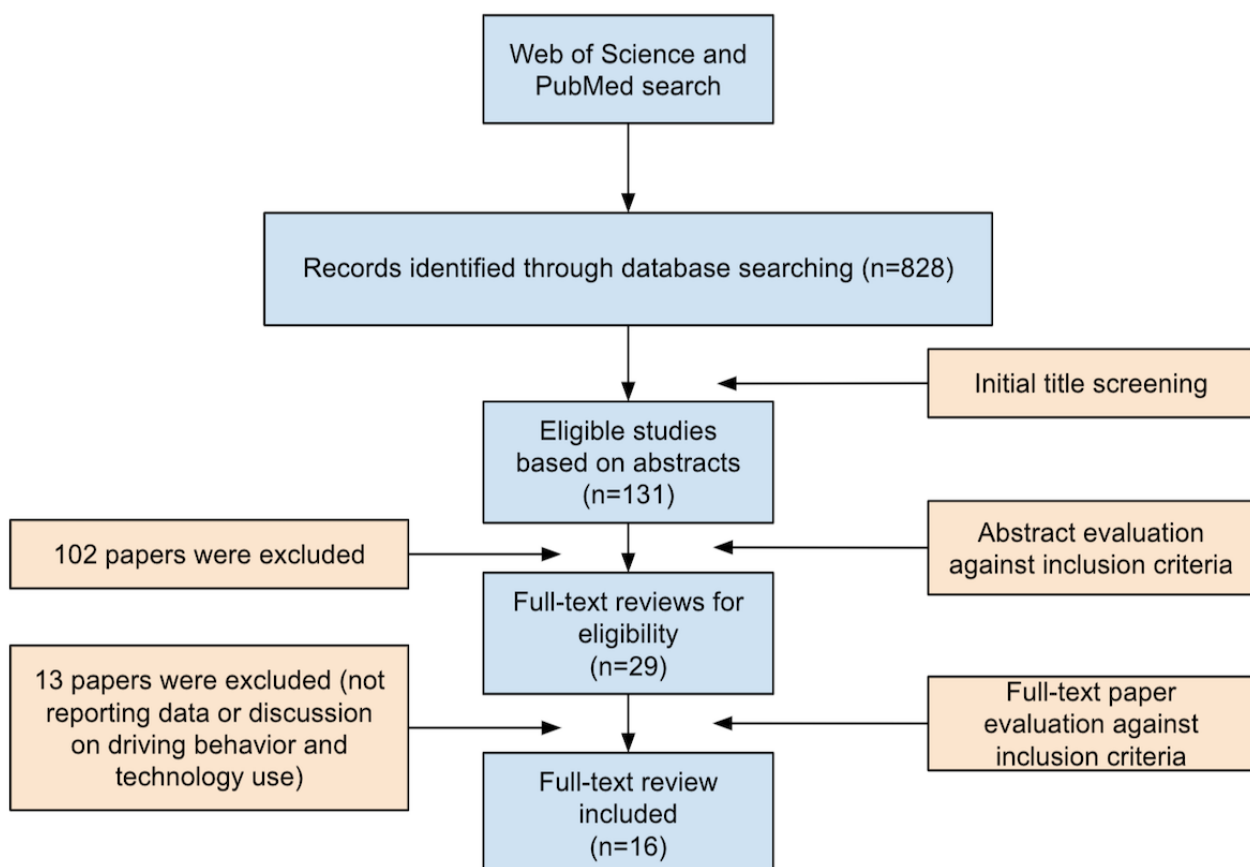 Web of Science and
PubMed search
Records identified through database searching (n=828)
Initial title screening
Eligible studies
based on abstracts
(n=131)
102 papers were excluded
Abstract evaluation
against inclusion criteria
Full-text reviews for
eligibility
(n=29)
13 papers were excluded (not
reporting data or discussion
on driving behavior and
technology use)
Full-text paper
evaluation against
inclusion criteria
Full-text review
included
(n=16)